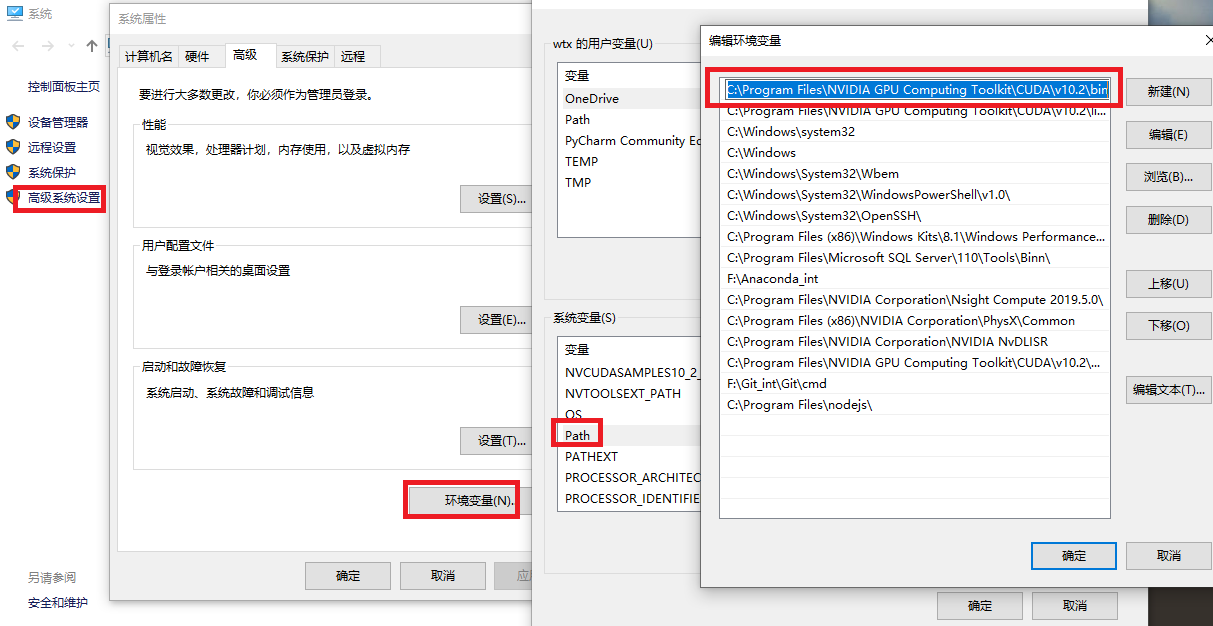 系统
控制面板主页
设备管理器
远程设置
系统保护
高级系统设置
另请参阅
安全和维护
系统属性
计算机名
硬件
高级
系统保护
远程
要进行大多数更改，你必须作为管理员登录。
性能
视觉效果，处理器计划，内存使用，以及虚拟内存
设置(S)...
用户配置文件
与登录帐户相关的桌面设置
设置(E)...
启动和故障恢复
系统启动、系统故障和调试信息
设置(T)...
环境变量(N)..
确定
取消
应
wtx 的用户变量(U)
变量
OneDrive
Path
PyCharm Community Ed
TEMP
TMP
系统变量(S)
变量
NVCUDASAMPLES10_2_
NVTOOLSEXT_PATH
OS
Path
PATHEXT
PROCESSOR_ARCHITEC
PROCESSOR_IDENTIFIE
确定
取消
编辑环境变量
C:\Program Files\NVIDIA GPU Computing Toolkit\CUDA\v10.2\bin
C:\Program Files\NVIDIA GPU Computing Toolkit\CUDA\v10.2\li...
C:\Windows\system32
C:\Windows
C:\Windows\System32\Wbem
C:\Windows\System32\WindowsPowerShell\v1.0\
C:\Windows\System32\OpenSSH\
C:\Program Files (x86)\Windows Kits\8.1\Windows Performance...
C:\Program Files\Microsoft SQL Server\110\Tools\Binn\
F:\Anaconda_int
C:\Program Files\NVIDIA Corporation\Nsight Compute 2019.5.0\
C:\Program Files (x86)\NVIDIA Corporation\PhysX\Common
C:\Program Files\NVIDIA Corporation\NVIDIA NvDLISR
C:\Program Files\NVIDIA GPU Computing Toolkit\CUDA\v10.2\...
F:\Git_int\Git\cmd
C:\Program Files\nodejs\
新建(N)
编辑(E)
浏览(B)...
删除(D)
上移(U)
下移(O)
编辑文本(T)...
确定
取消